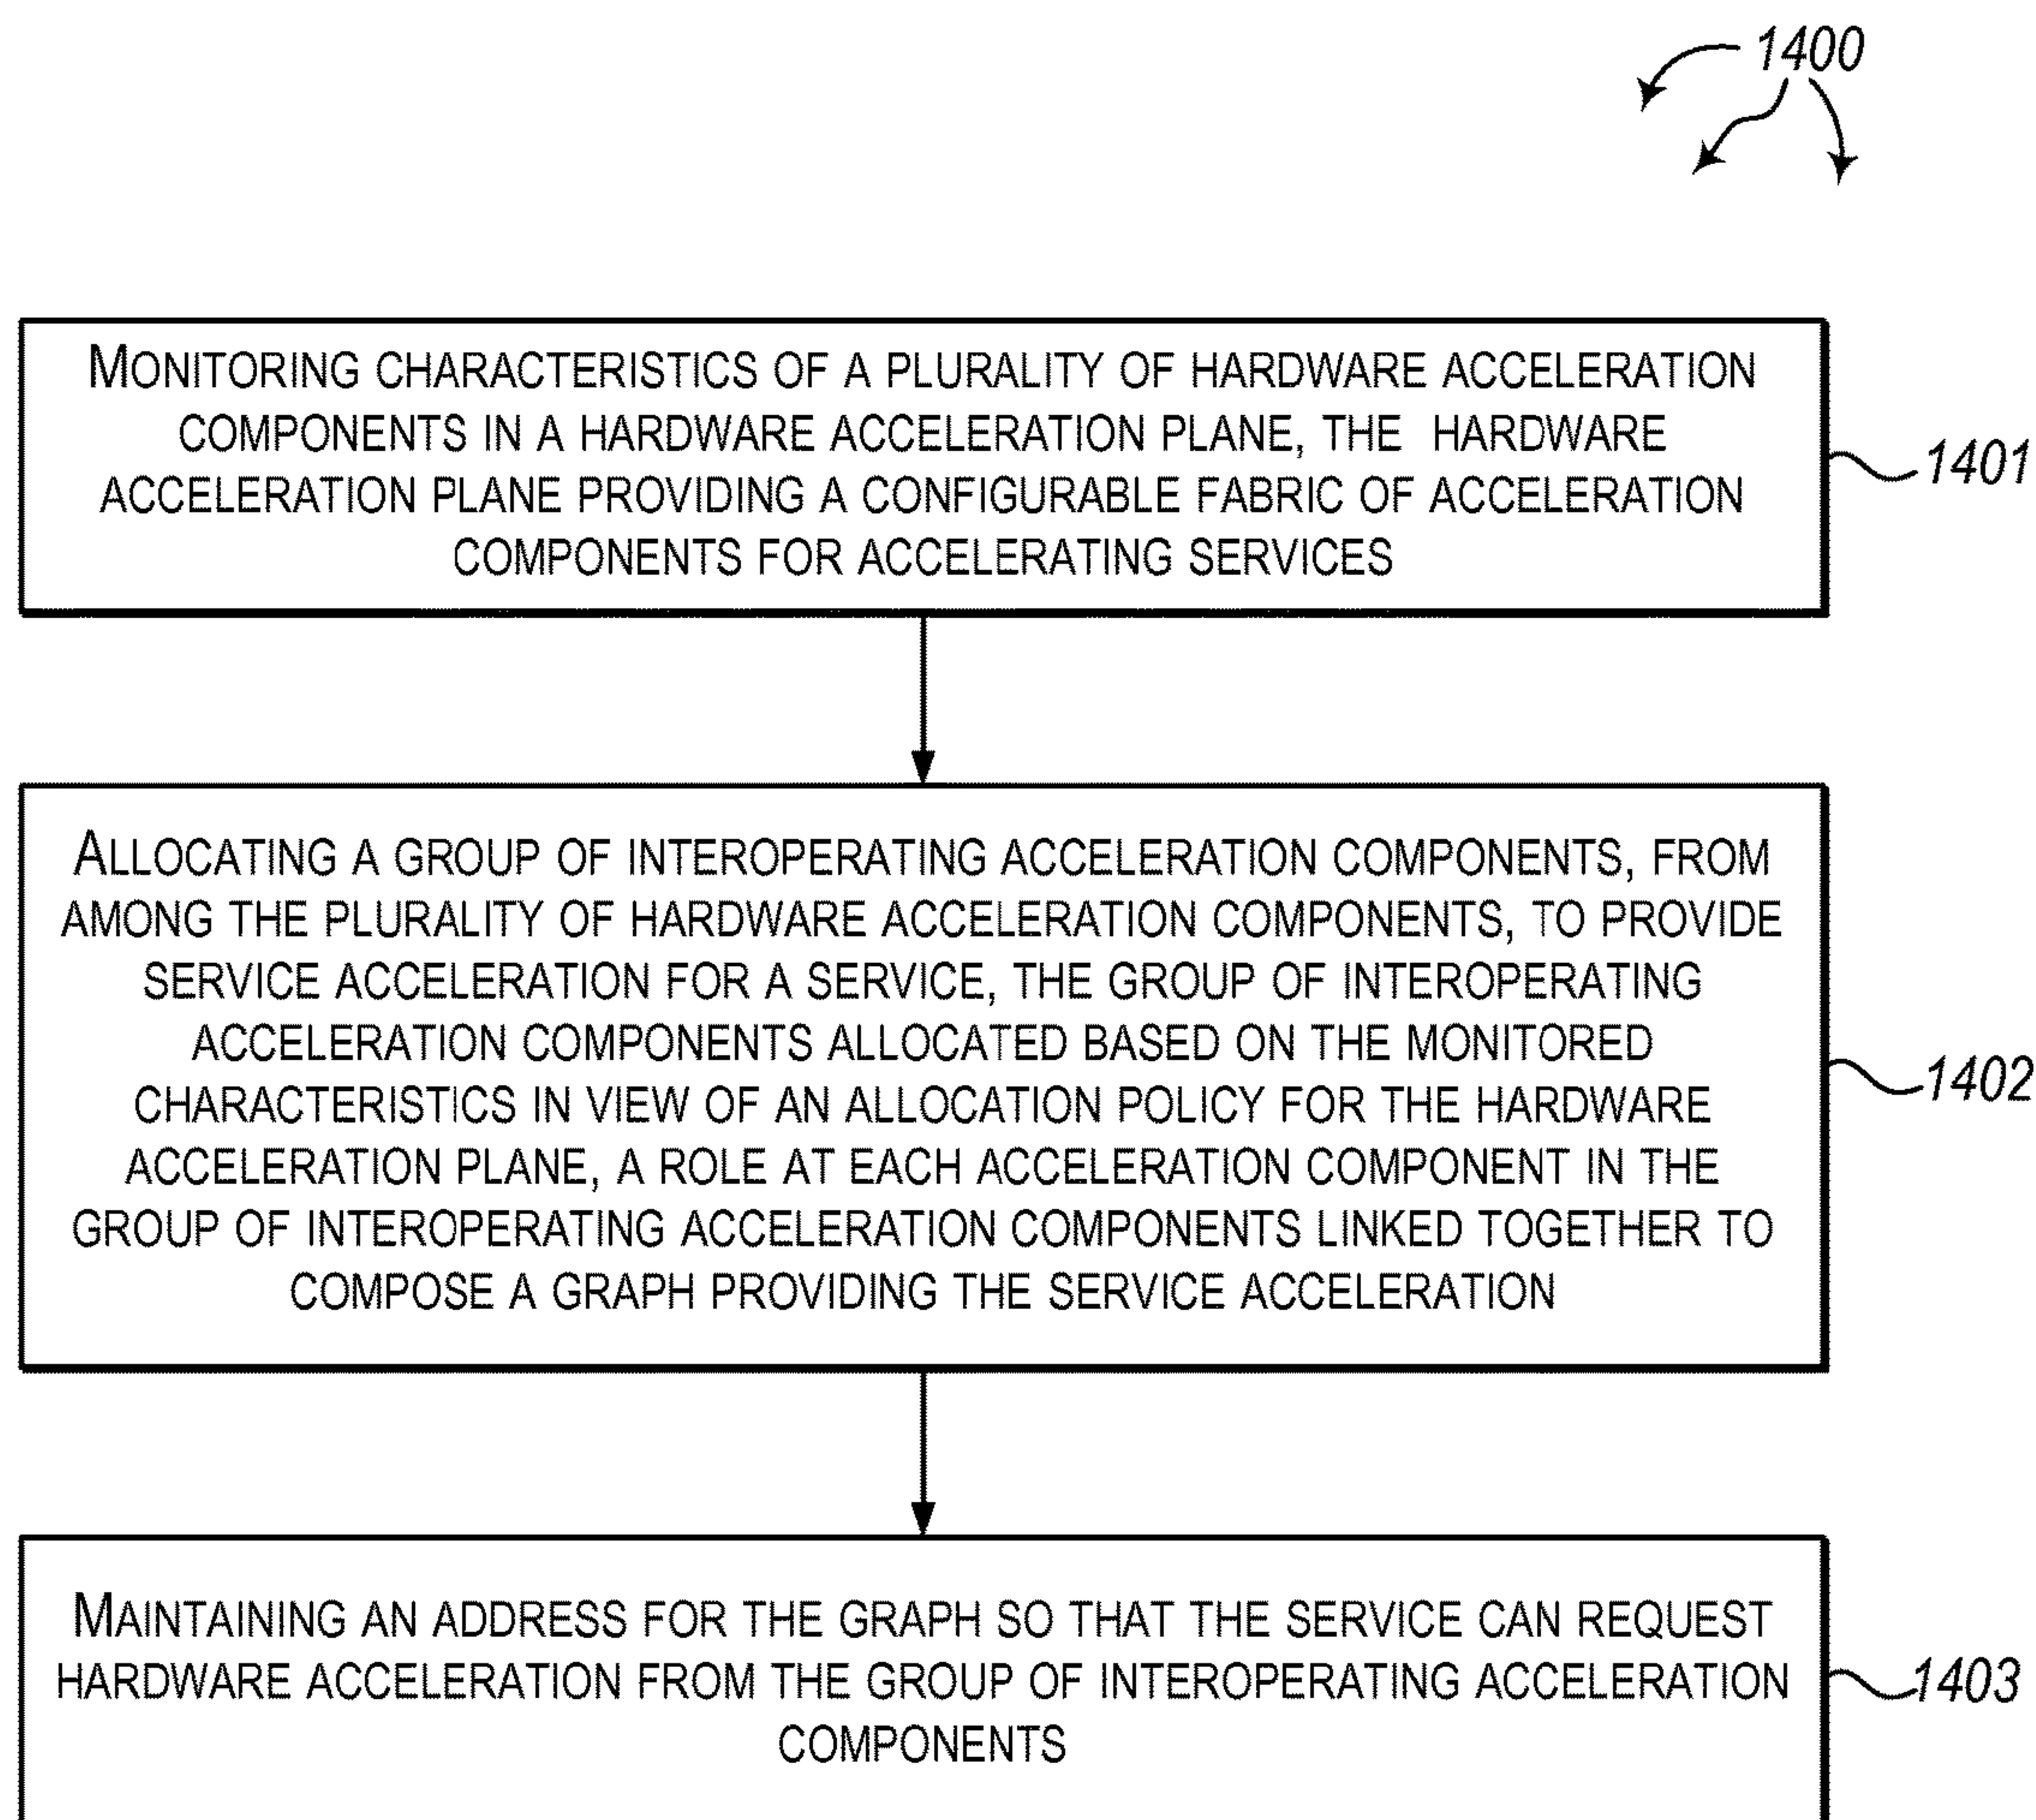 1400
MONITORING CHARACTERISTICS OF A PLURALITY OF HARDWARE ACCELERATION
COMPONENTS IN A HARDWARE ACCELERATION PLANE, THE HARDWARE
ACCELERATION PLANE PROVIDING A CONFIGURABLE FABRIC OF ACCELERATION
COMPONENTS FOR ACCELERATING SERVICES
1401
ALLOCATING A GROUP OF INTEROPERATING ACCELERATION COMPONENTS, FROM
AMONG THE PLURALITY OF HARDWARE ACCELERATION COMPONENTS, TO PROVIDE
SERVICE ACCELERATION FOR A SERVICE, THE GROUP OF INTEROPERATING
ACCELERATION COMPONENTS ALLOCATED BASED ON THE MONITORED
CHARACTERISTICS IN VIEW OF AN ALLOCATION POLICY FOR THE HARDWARE
ACCELERATION PLANE, A ROLE AT EACH ACCELERATION COMPONENT IN THE
GROUP OF INTEROPERATING ACCELERATION COMPONENTS LINKED TOGETHER TO
COMPOSE A GRAPH PROVIDING THE SERVICE ACCELERATION
1402
MAINTAINING AN ADDRESS FOR THE GRAPH SO THAT THE SERVICE CAN REQUEST
HARDWARE ACCELERATION FROM THE GROUP OF INTEROPERATING ACCELERATION
COMPONENTS
1403